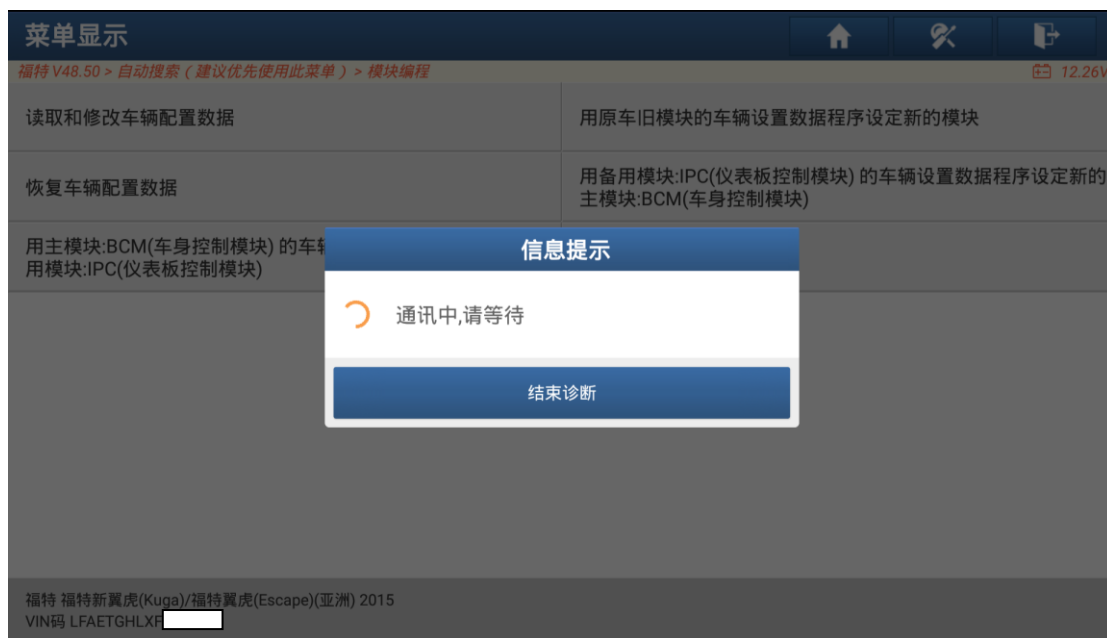 菜单显示
福特 V48.50 > 自动搜索（建议优先使用此菜单）> 模块编程
12.26V
读取和修改车辆配置数据
用原车旧模块的车辆设置数据程序设定新的模块
恢复车辆配置数据
用备用模块:IPC(仪表板控制模块) 的车辆设置数据程序设定新的
主模块:BCM(车身控制模块)
用主模块:BCM(车身控制模块) 的车
用模块:IPC(仪表板控制模块)
信息提示
通讯中,请等待
结束诊断
福特 福特新翼虎(Kuga)/福特翼虎(Escape)(亚洲) 2015
VIN码 LFAETGHLXF